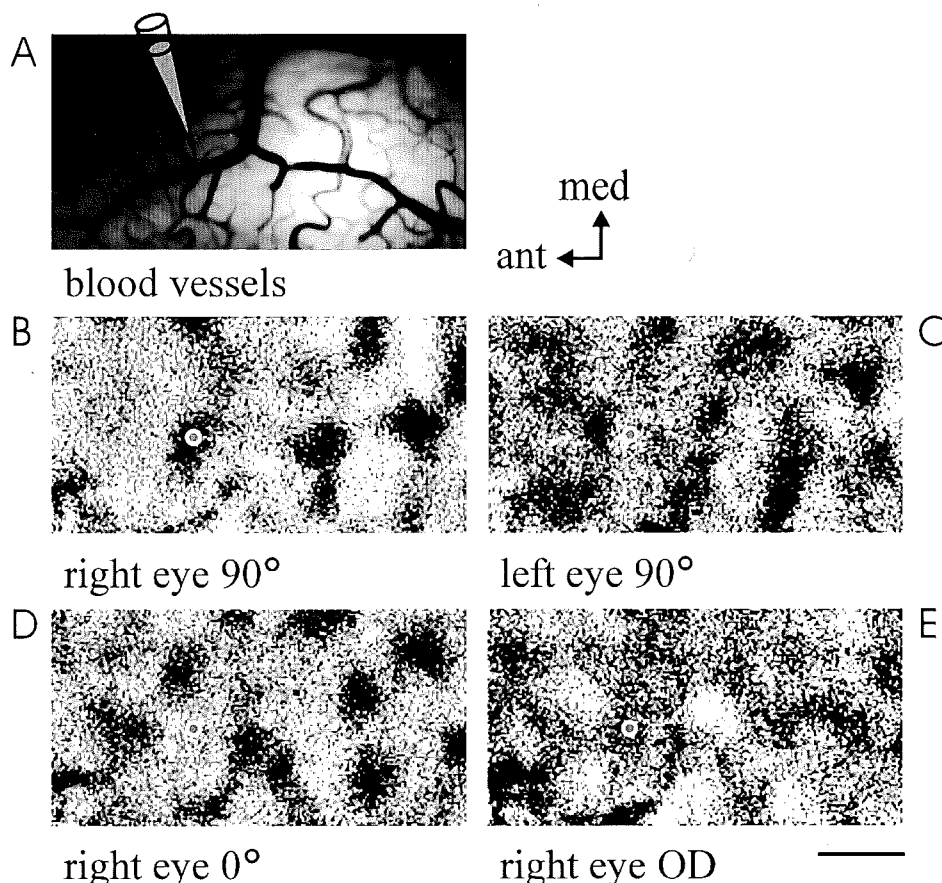 A
med
ant
blood vessels
B
C
right eye 90°
left eye 90°
D
E
right eye 0°
right eye OD